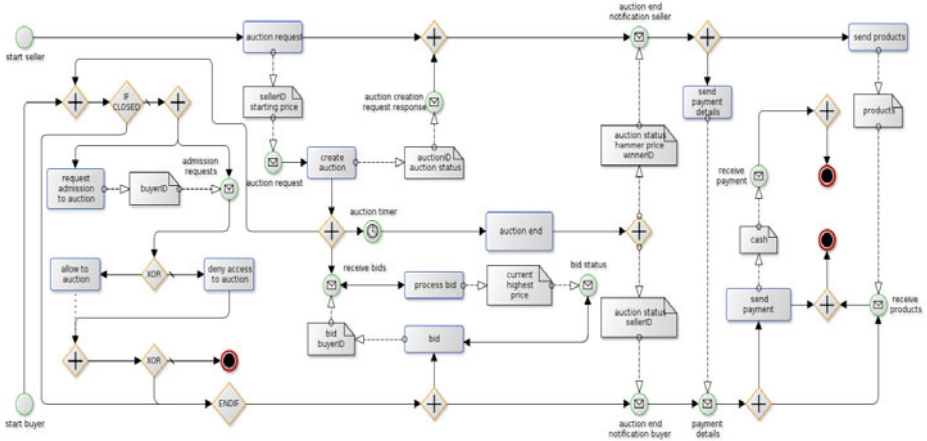 auction end
notification seller
start seller
auction request
send products
IF
CLOSED
sellerID
starting price
auction creation
request response
send
payment
details
products
admission
requests
auction request
create
auction
auctionID
auction status
auction status
hammer price
winnerID
receive
payment
request
admission
to auction
buyerID
auction timer
auction end
cash
allow to
auction
XOR
deny access
to auction
receive bids
process bid
current
highest
price
bid status
send
payment
receive
products
bid
buyerID
bid
auction status
sellerID
XOR
ENDIF
start buyer
auction end
notification buyer
payment
details